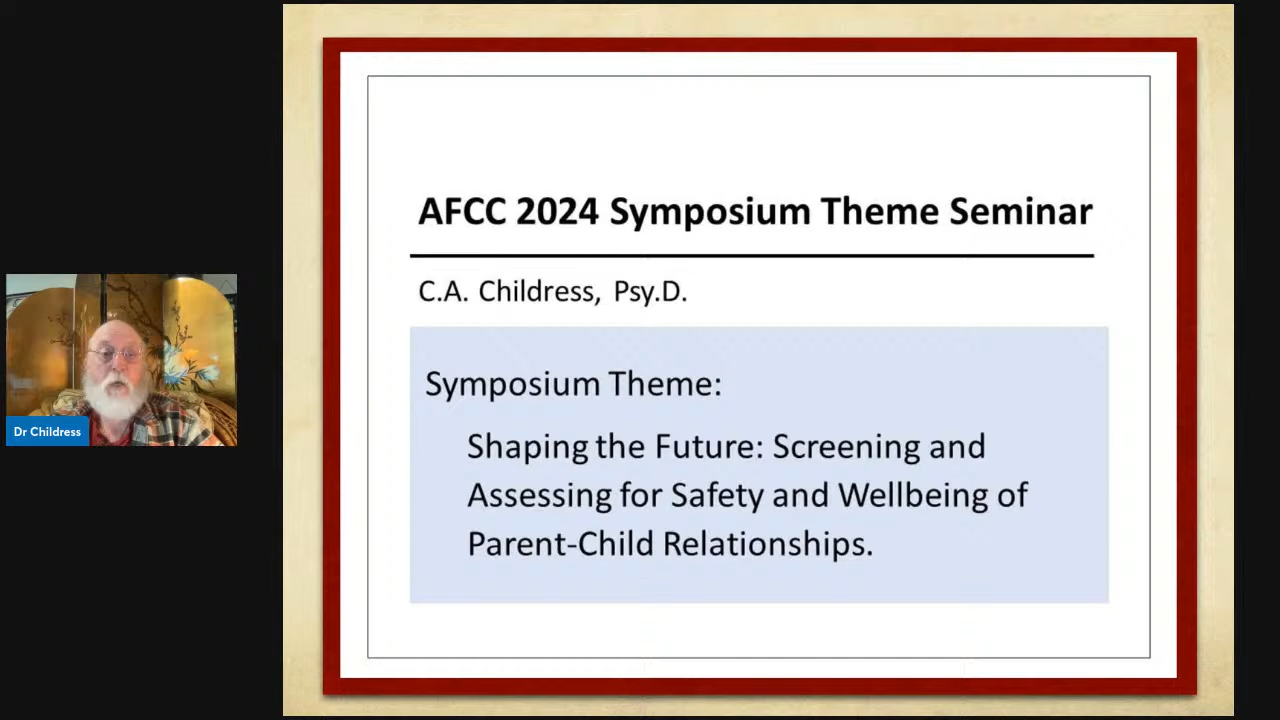 AFCC 2024 Symposium Theme Seminar
C.A. Childress, Psy.D.
Symposium Theme:
Shaping the Future: Screening and
Assessing for Safety and Wellbeing of
Parent-Child Relationships.
Dr Childress